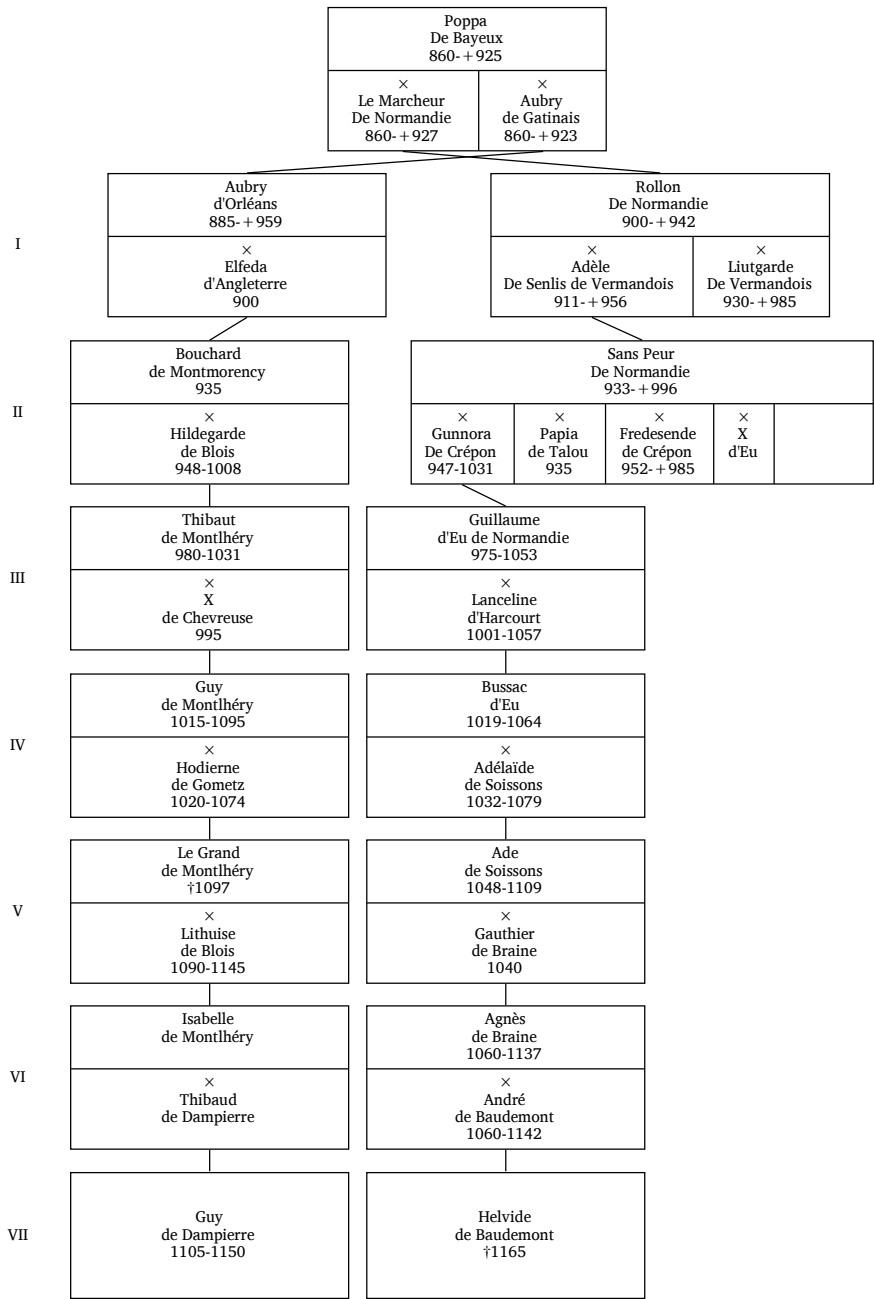 Poppa
De Bayeux
860-+925
×
Le Marcheur
De Normandie
860-+927
×
Aubry
de Gatinais
860-+923
I
Aubry
d'Orléans
885-+959
×
Elfeda
d'Angleterre
900
Rollon
De Normandie
900-+942
×
Adèle
De Senlis de Vermandois
911-+956
×
Liutgarde
De Vermandois
930-+985
II
Bouchard
de Montmorency
935
×
Hildegarde
de Blois
948-1008
Sans Peur
De Normandie
933-+996
×
Gunnora
De Crépon
947-1031
×
Papia
de Talou
935
×
Fredesende
de Crépon
952-+985
×
X
d'Eu
III
Thibaut
de Montlhéry
980-1031
×
X
de Chevreuse
995
Guillaume
d'Eu de Normandie
975-1053
×
Lanceline
d'Harcourt
1001-1057
IV
Guy
de Montlhéry
1015-1095
×
Hodierne
de Gometz
1020-1074
Bussac
d'Eu
1019-1064
×
Adélaïde
de Soissons
1032-1079
V
Le Grand
de Montlhéry
†1097
×
Lithuise
de Blois
1090-1145
Ade
de Soissons
1048-1109
×
Gauthier
de Braine
1040
VI
Isabelle
de Montlhéry
×
Thibaud
de Dampierre
Agnès
de Braine
1060-1137
×
André
de Baudemont
1060-1142
VII
Guy
de Dampierre
1105-1150
Helvide
de Baudemont
†1165